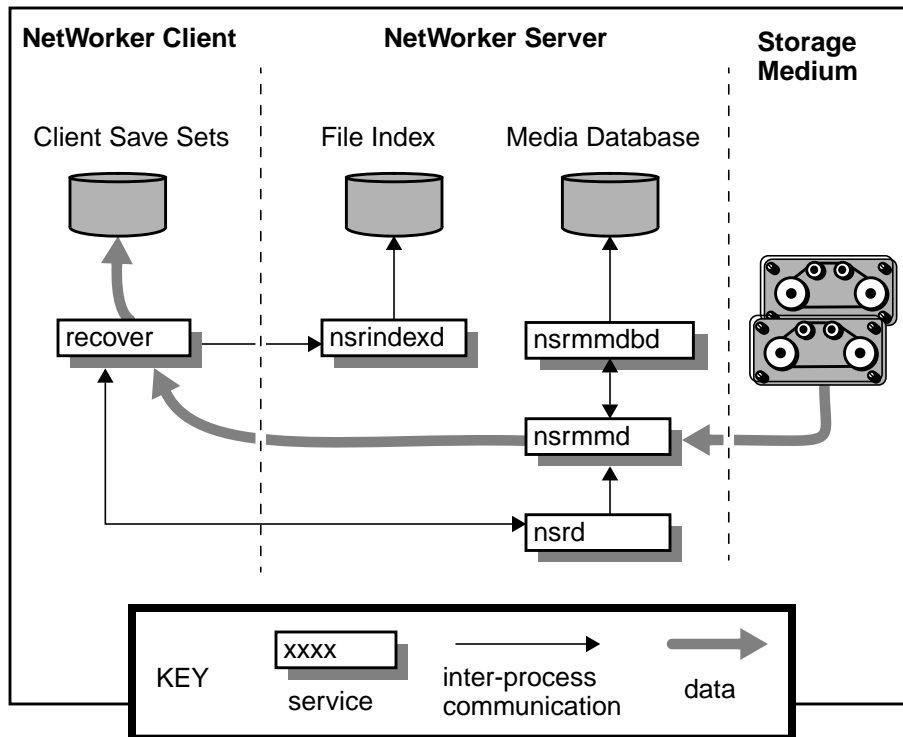 NetWorker Client
NetWorker Server
Storage
Medium
Client Save Sets
File Index
Media Database
recover
nsrindexd
nsrmmdbd
nsrmmd
nsrd
KEY
xxxx
service
inter-process
communication
data